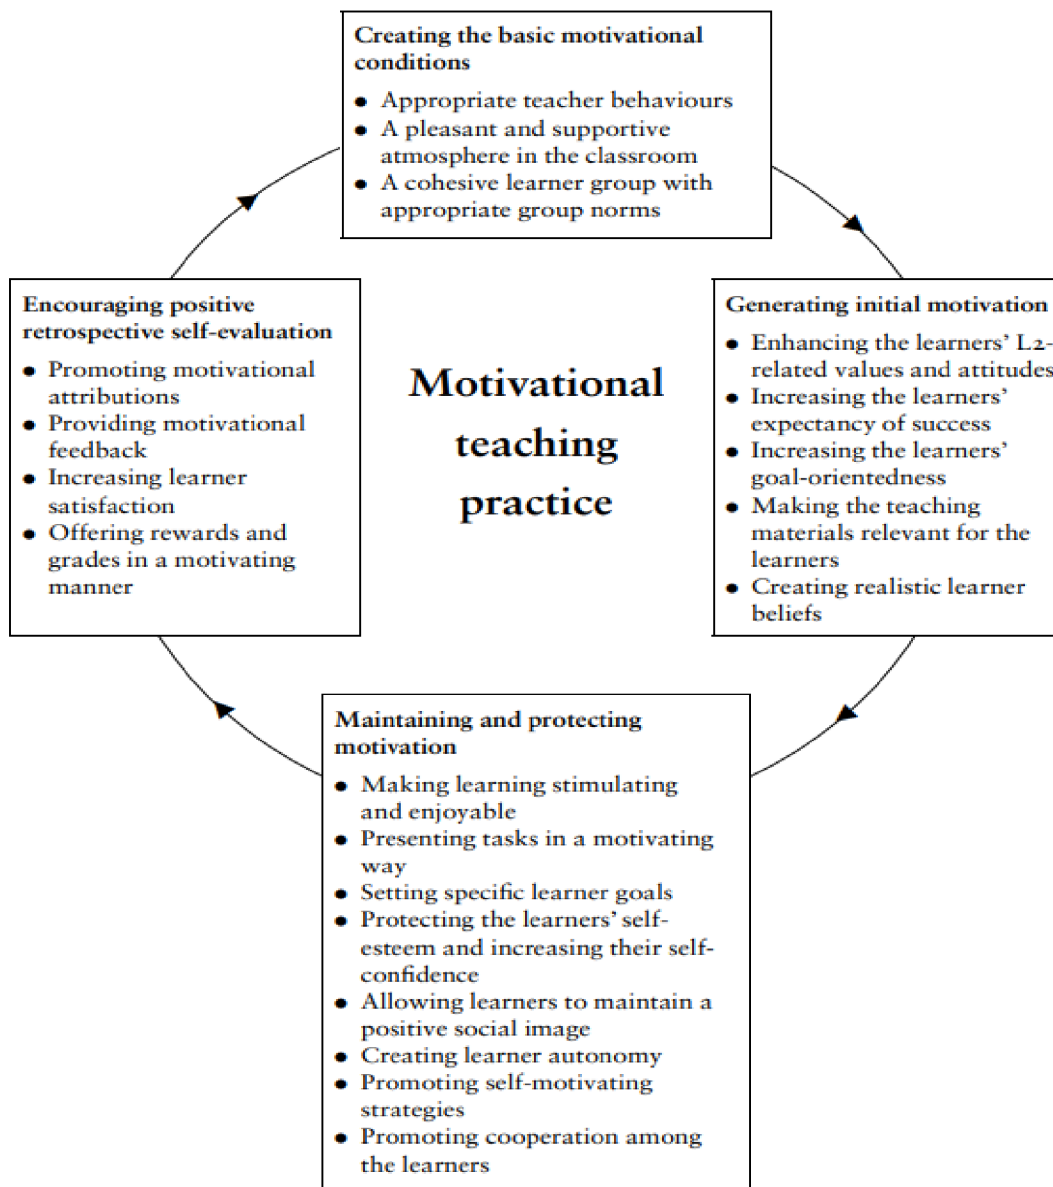 Creating the basic motivational
conditions
● Appropriate teacher behaviours
● A pleasant and supportive
atmosphere in the classroom
● A cohesive learner group with
appropriate group norms
Encouraging positive
retrospective self-evaluation
● Promoting motivational
attributions
● Providing motivational
feedback
● Increasing learner
satisfaction
● Offering rewards and
grades in a motivating
manner
Motivational
teaching
practice
Generating initial motivation
● Enhancing the learners' L2-
related values and attitudes
● Increasing the learners'
expectancy of success
● Increasing the learners'
goal-orientedness
● Making the teaching
materials relevant for the
learners
● Creating realistic learner
beliefs
Maintaining and protecting
motivation
● Making learning stimulating
and enjoyable
● Presenting tasks in a motivating
way
● Setting specific learner goals
● Protecting the learners' self-
esteem and increasing their self-
confidence
● Allowing learners to maintain a
positive social image
● Creating learner autonomy
● Promoting self-motivating
strategies
● Promoting cooperation among
the learners